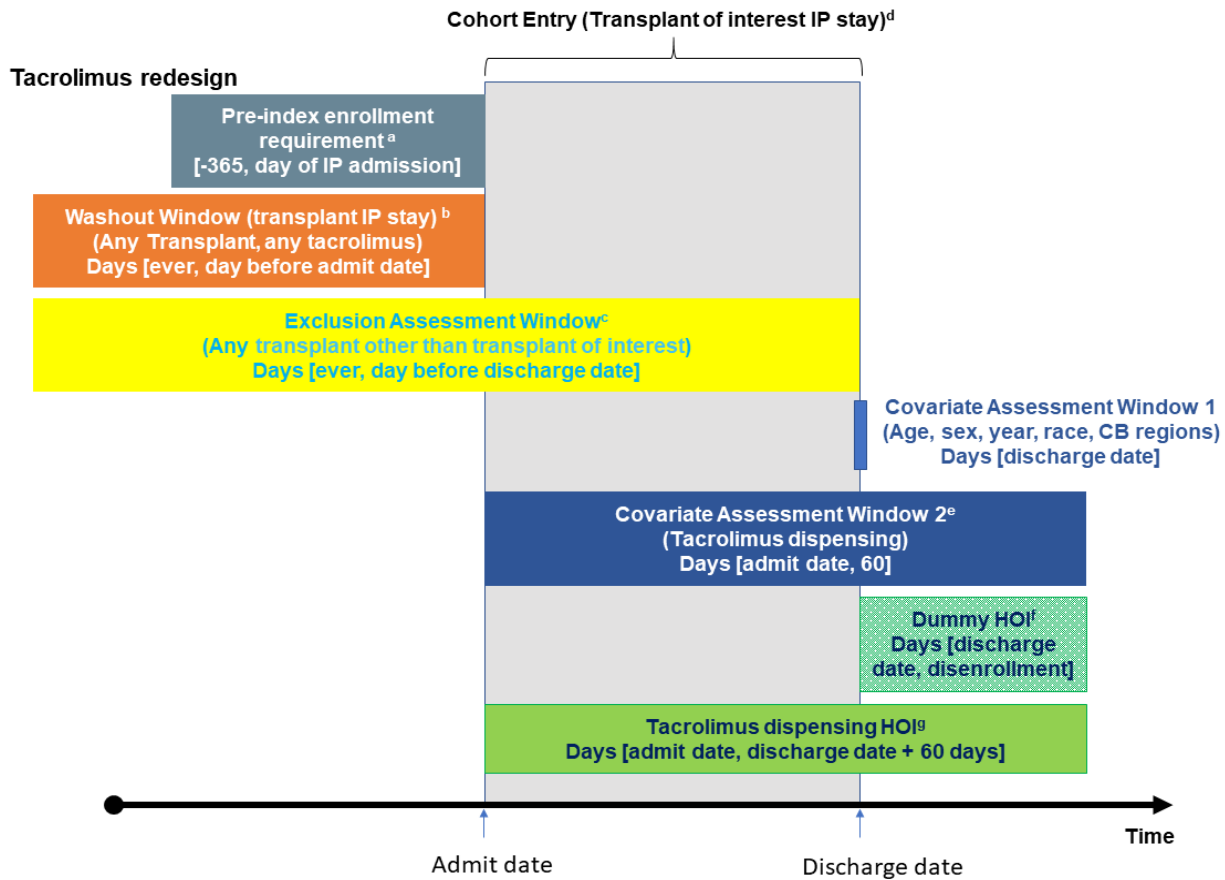 Cohort Entry (Transplant of interest IP stay)ᵈ
Tacrolimus redesign
Pre-index enrollment
requirement ᵃ
[-365, day of IP admission]
Washout Window (transplant IP stay) ᵇ
(Any Transplant, any tacrolimus)
Days [ever, day before admit date]
Exclusion Assessment Windowᶜ
(Any transplant other than transplant of interest)
Days [ever, day before discharge date]
Covariate Assessment Window 1
(Age, sex, year, race, CB regions)
Days [discharge date]
Covariate Assessment Window 2ᵉ
(Tacrolimus dispensing)
Days [admit date, 60]
Dummy HOIᶠ
Days [discharge
date, disenrollment]
Tacrolimus dispensing HOIᵍ
Days [admit date, discharge date + 60 days]
Time
Admit date
Discharge date